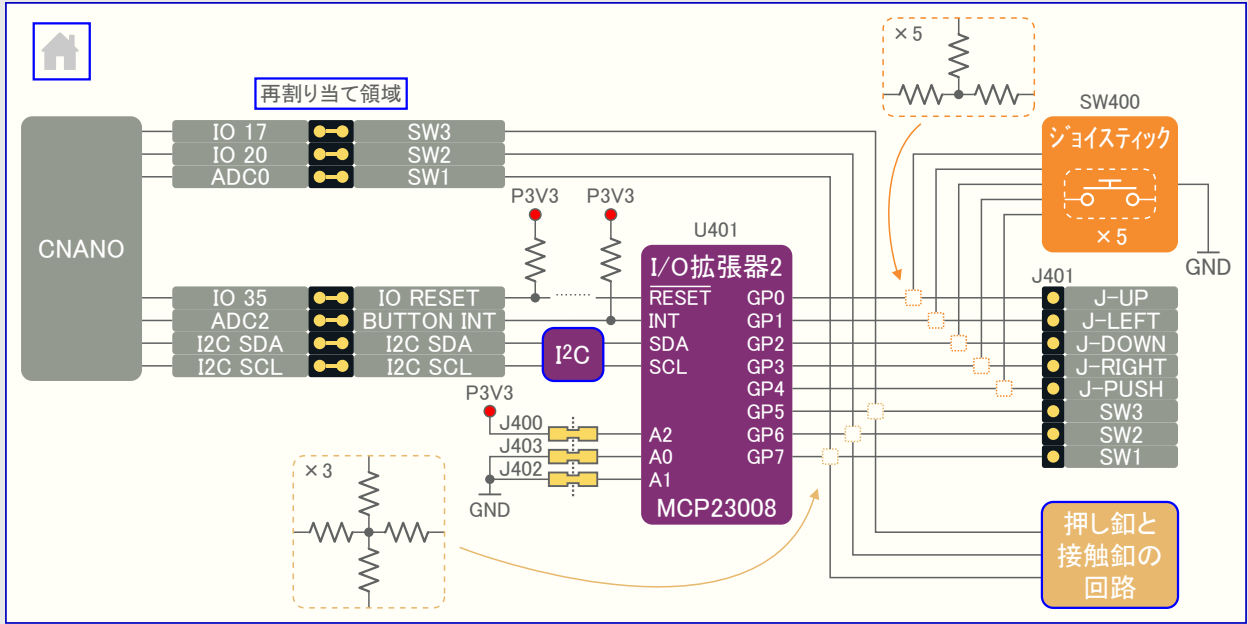 ×5
再割り当て領域
SW400
ジョイスティック
×5
GND
CNANO
IO 17
SW3
IO 20
SW2
ADC0
SW1
P3V3
P3V3
U401
I/O拡張器2
RESET
INT
SDA
SCL
A2
A0
A1
GP0
GP1
GP2
GP3
GP4
GP5
GP6
GP7
MCP23008
IO 35
IO RESET
ADC2
BUTTON INT
I2C SDA
I2C SDA
I2C SCL
I2C SCL
I²C
P3V3
J400
J403
J402
GND
J401
J-UP
J-LEFT
J-DOWN
J-RIGHT
J-PUSH
SW3
SW2
SW1
×3
押し釦と
接触釦の
回路